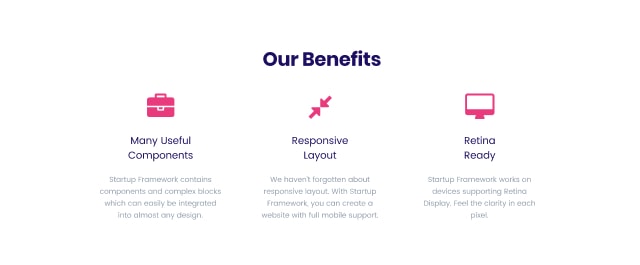 Our Benefits
Many Useful
Components
Startup Framework contains
components and complex blocks
which can easily be integrated
into almost any design.
Responsive
Layout
We haven't forgotten about
responsive layout. With Startup
Framework, you can create a
website with full mobile support.
Retina
Ready
Startup Framework works on
devices supporting Retina
Display. Feel the clarity in each
pixel.